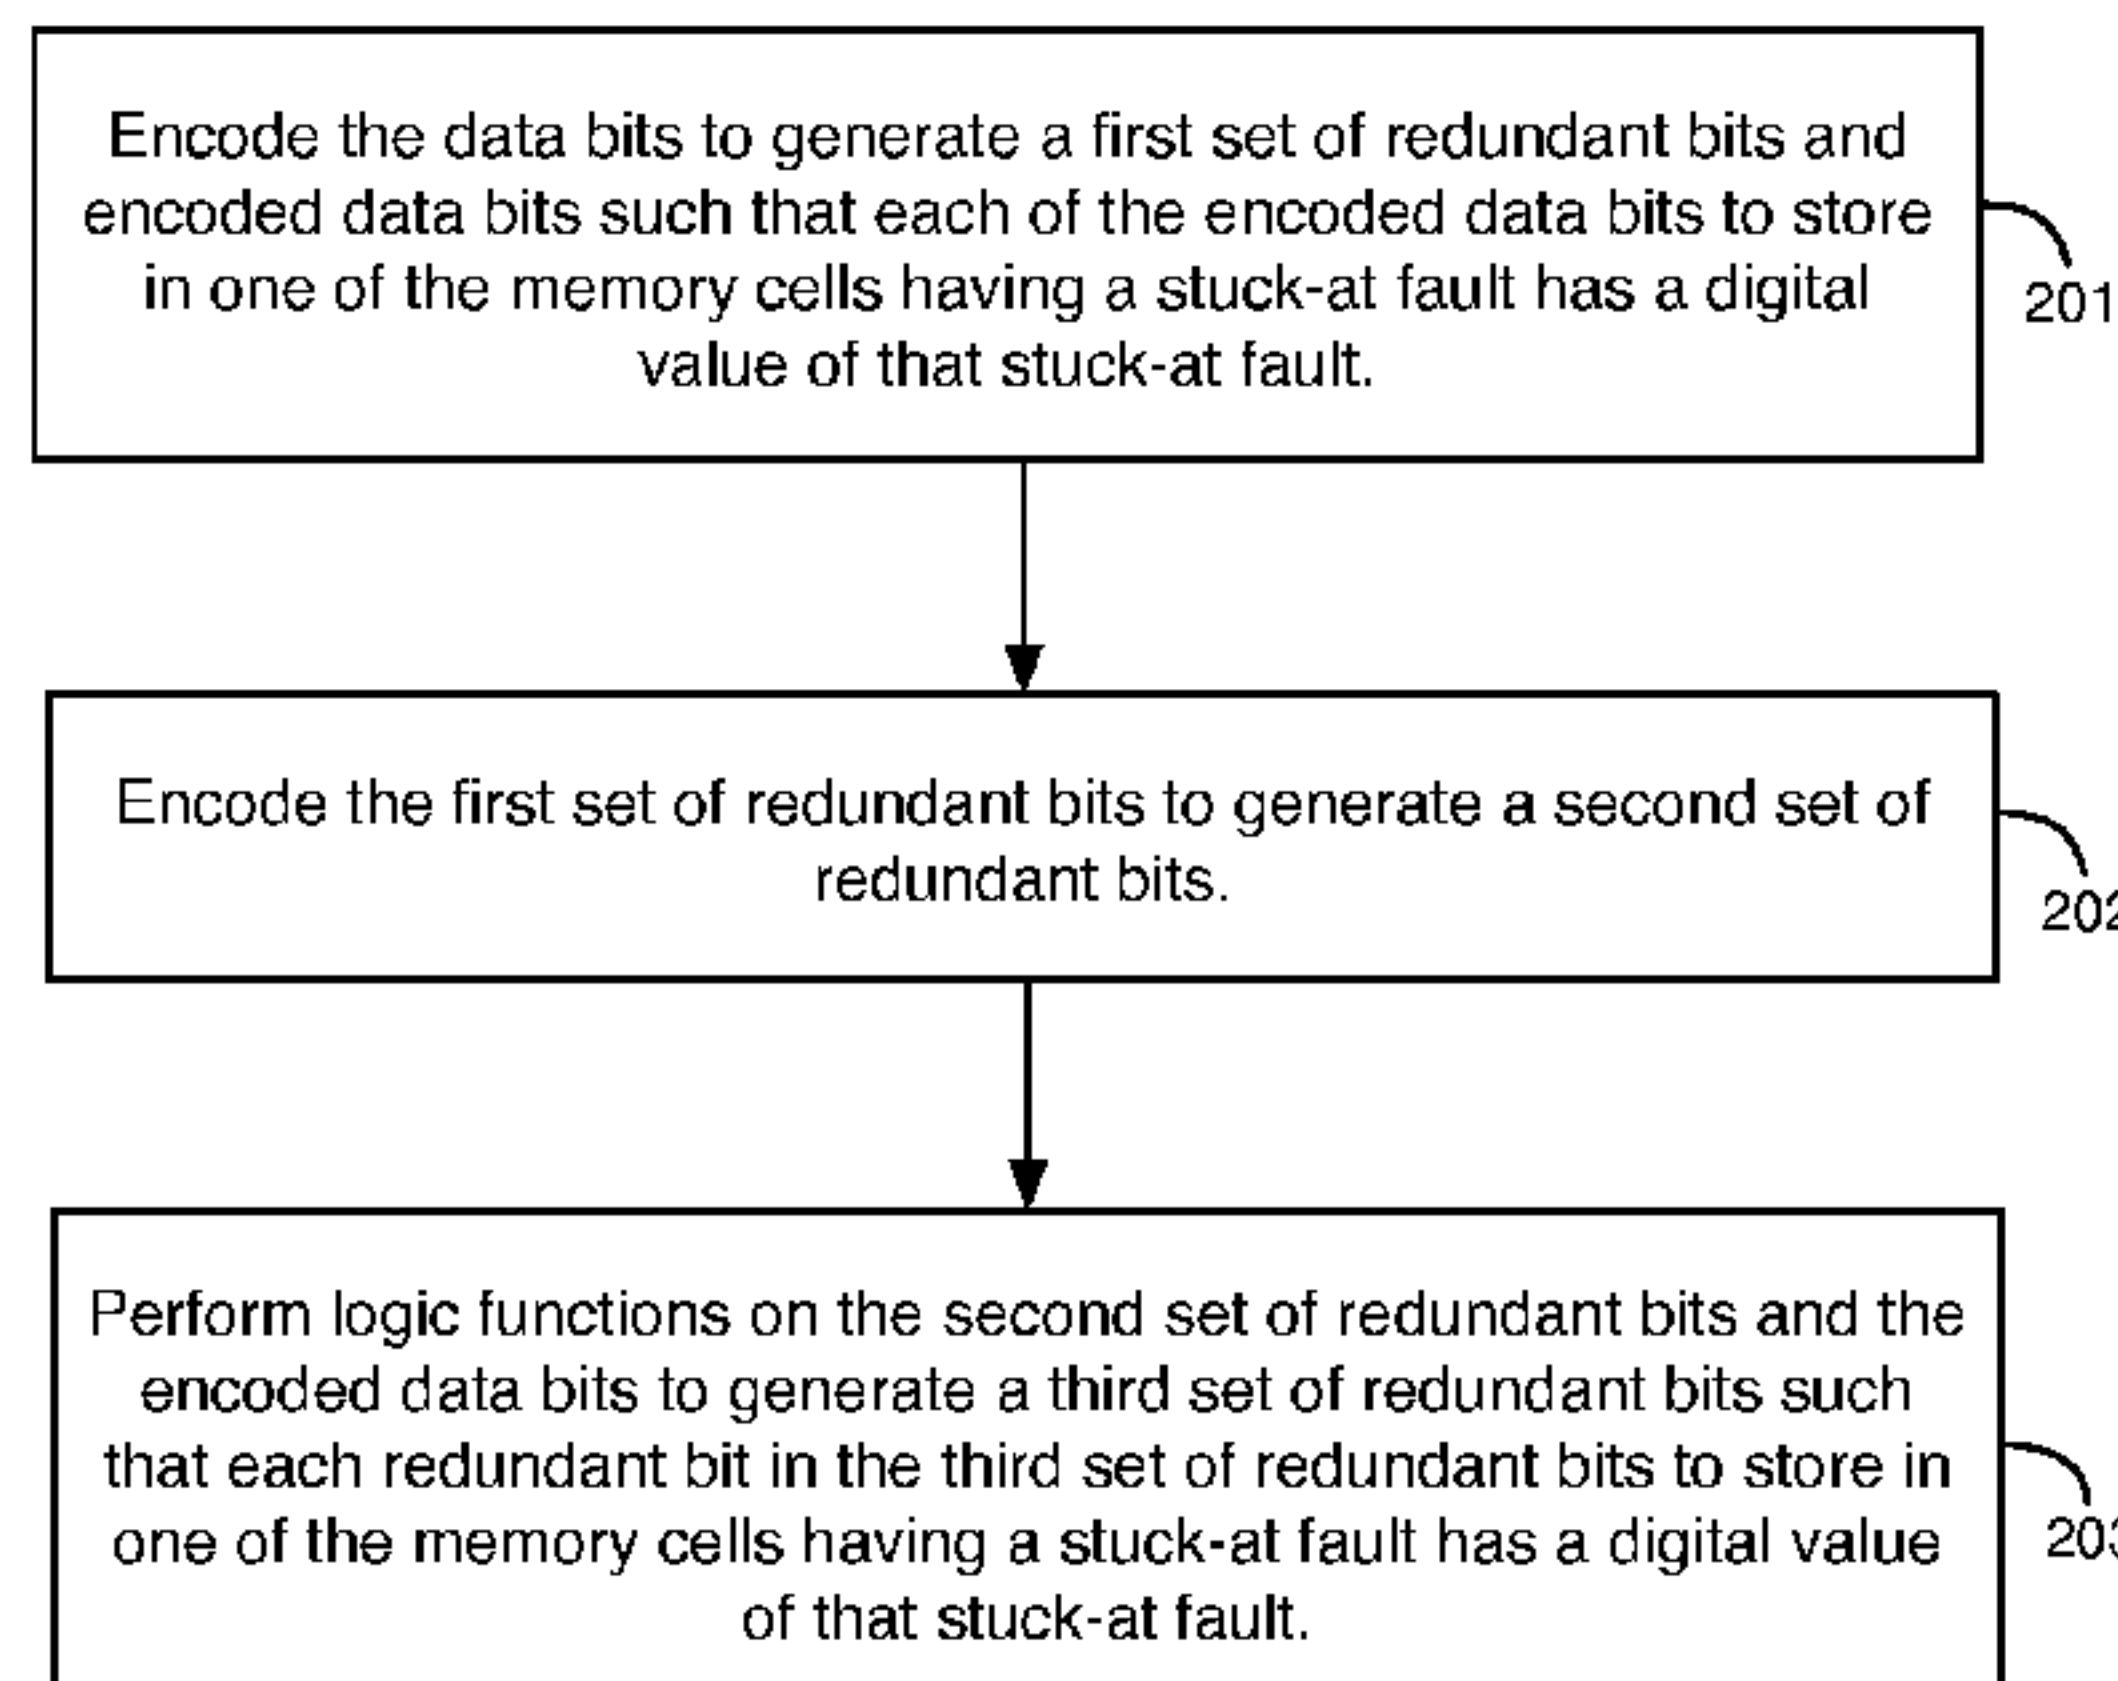 Encode the data bits to generate a first set of redundant bits and
encoded data bits such that each of the encoded data bits to store
in one of the memory cells having a stuck-at fault has a digital
value of that stuck-at fault.
201
Encode the first set of redundant bits to generate a second set of
redundant bits.
202
Perform logic functions on the second set of redundant bits and the
encoded data bits to generate a third set of redundant bits such
that each redundant bit in the third set of redundant bits to store in
one of the memory cells having a stuck-at fault has a digital value
of that stuck-at fault.
203